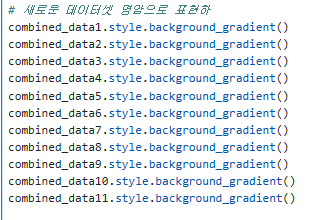 # 새로운 데이터셋 명암으로 표현하
combined_data1.style.background_gradient()
combined_data2.style.background_gradient()
combined_data3.style.background_gradient()
combined_data4.style.background_gradient()
combined_data5.style.background_gradient()
combined_data6.style.background_gradient()
combined_data7.style.background_gradient()
combined_data8.style.background_gradient()
combined_data9.style.background_gradient()
combined_data10.style.background_gradient()
combined_data11.style.background_gradient()